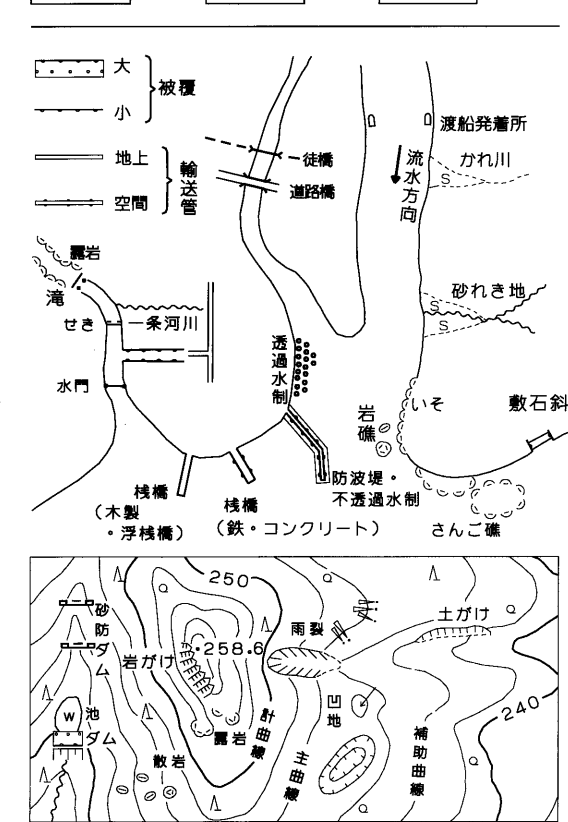 大
小
被覆
地上
空間
輸送管
徒橋
道路橋
渡船発着所
流水方向
かれ川
S
露岩
滝
せき
一条河川
水門
砂れき地
S
S
透過水制
いそ
敷石斜
岩礁
防波堤・
不透過水制
桟橋
(木製
・浮桟橋)
桟橋
(鉄・コンクリート)
さんご礁
250
砂防ダム
岩がけ
・258.6
雨裂
土がけ
W
池
ダム
露岩
散岩
計曲線
主曲線
凹地
補助曲線
240